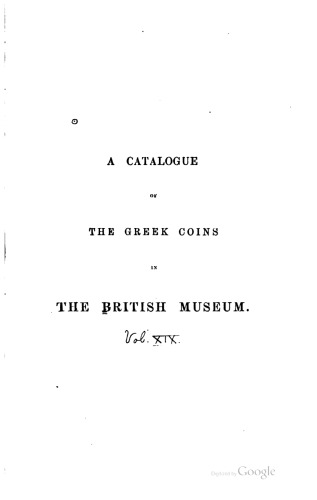 A CATALOGUE
OF
THE GREEK COINS
IN
THE BRITISH MUSEUM.
Vol. XIX.
Digitized by Google